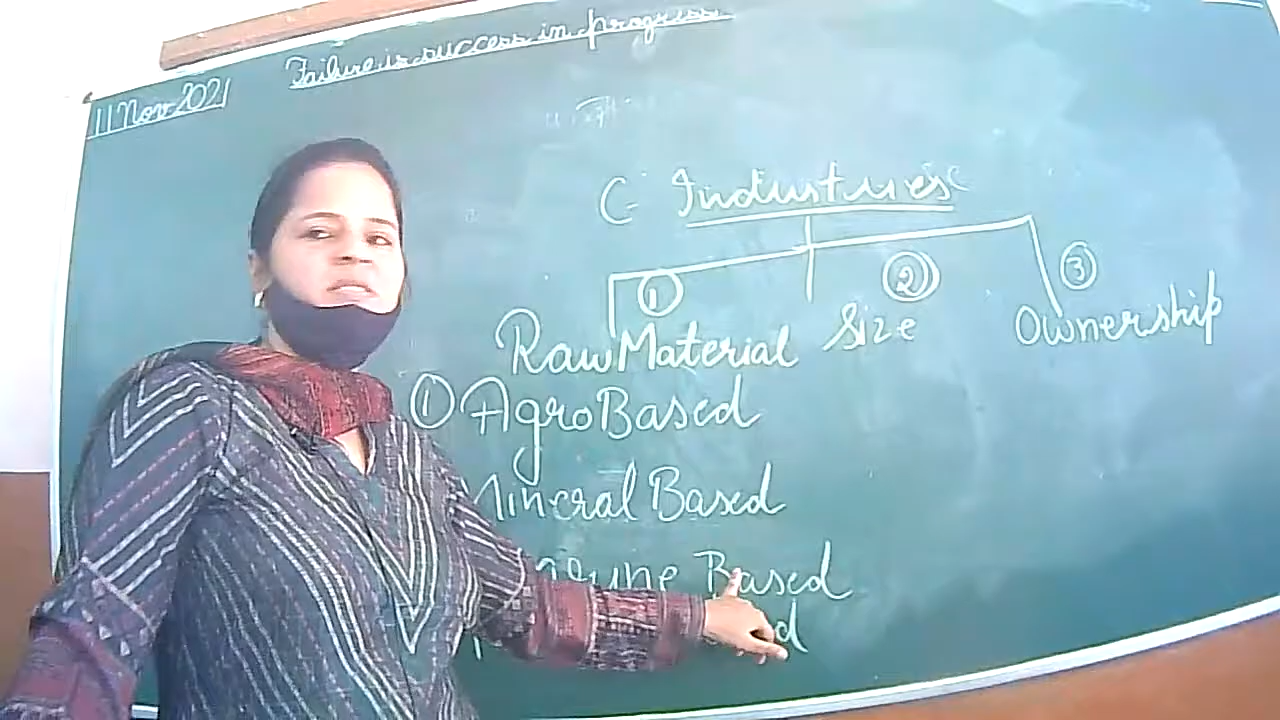 Failure is success in progress
11 Nov 2021
C- Industries
① ② ③
Raw Material Size Ownership
① Agro Based
Mineral Based
Based